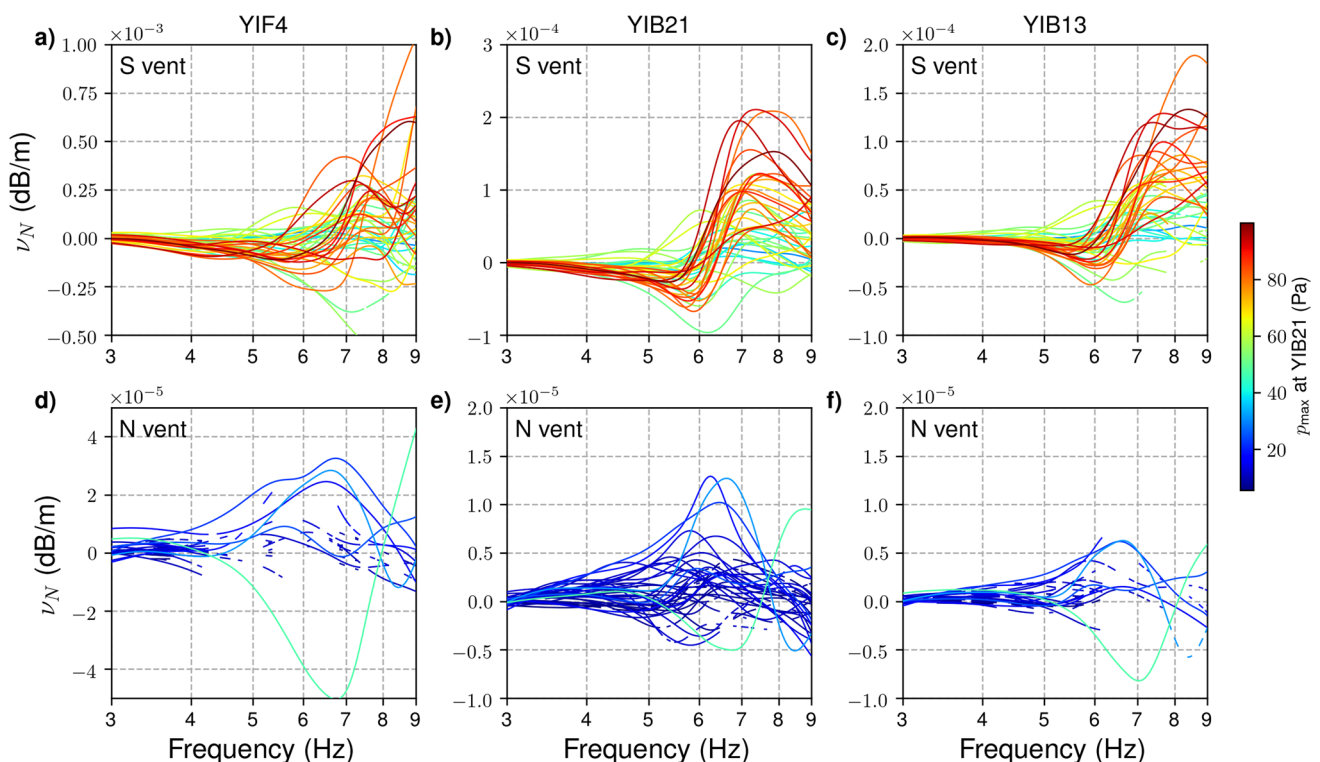 YIF4 YIB21 YIB13
a) ×10⁻³ b) ×10⁻⁴ c) ×10⁻⁴
S vent S vent S vent
1.00 3 2.0
0.75 1.5
2
0.50 1.0
0.25 1 0.5
0.00 0.0
0
−0.25 −0.5
−0.50 −1 −1.0
ν_N (dB/m)
3 4 5 6 7 8 9 3 4 5 6 7 8 9 3 4 5 6 7 8 9
d) ×10⁻⁵ e) ×10⁻⁵ f) ×10⁻⁵
N vent N vent N vent
2.0 2.0
4
1.5 1.5
2 1.0 1.0
0.5 0.5
0
0.0 0.0
−2
−0.5 −0.5
−4
−1.0 −1.0
ν_N (dB/m)
3 4 5 6 7 8 9 3 4 5 6 7 8 9 3 4 5 6 7 8 9
Frequency (Hz) Frequency (Hz) Frequency (Hz)
80
60
40
20
p_max at YIB21 (Pa)